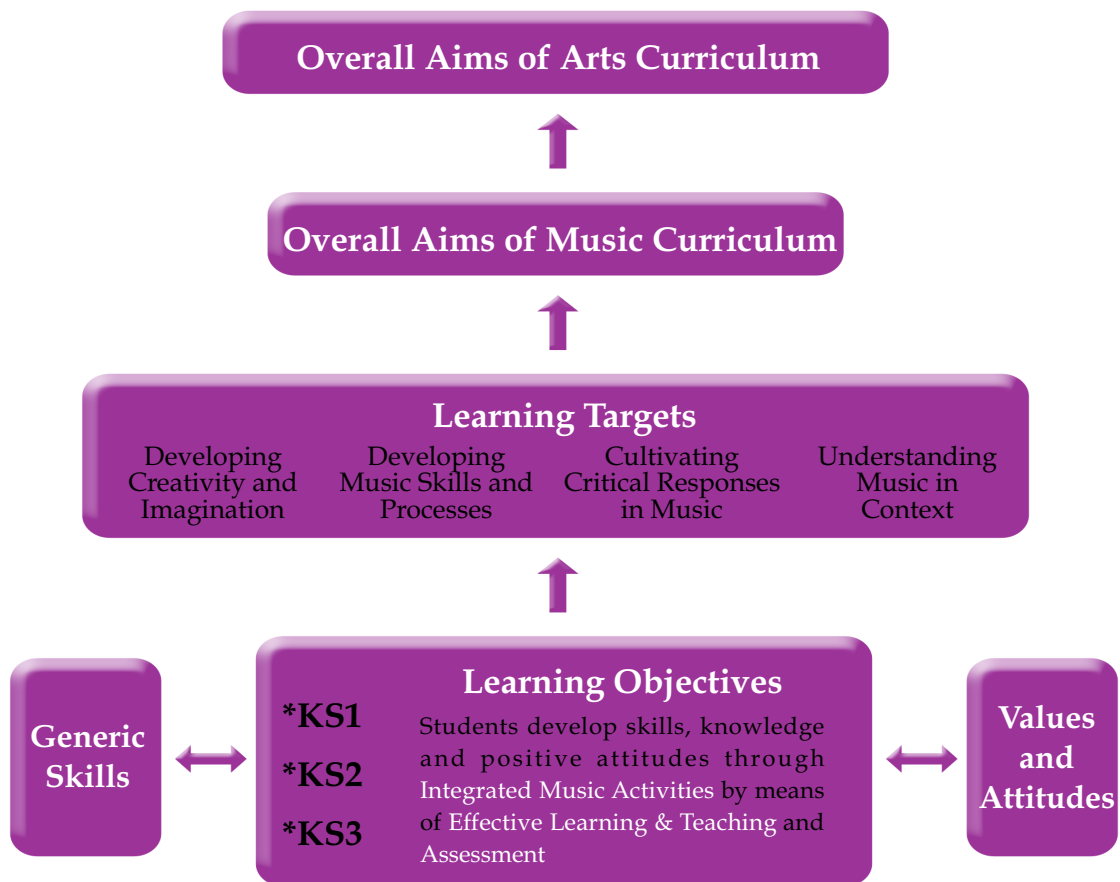 Overall Aims of Arts Curriculum
Overall Aims of Music Curriculum
Learning Targets
Developing
Creativity and
Imagination
Developing
Music Skills and
Processes
Cultivating
Critical Responses
in Music
Understanding
Music in
Context
Generic
Skills
*KS1
*KS2
*KS3
Learning Objectives
Students develop skills, knowledge
and positive attitudes through
Integrated Music Activities by means
of Effective Learning & Teaching and
Assessment
Values
and
Attitudes